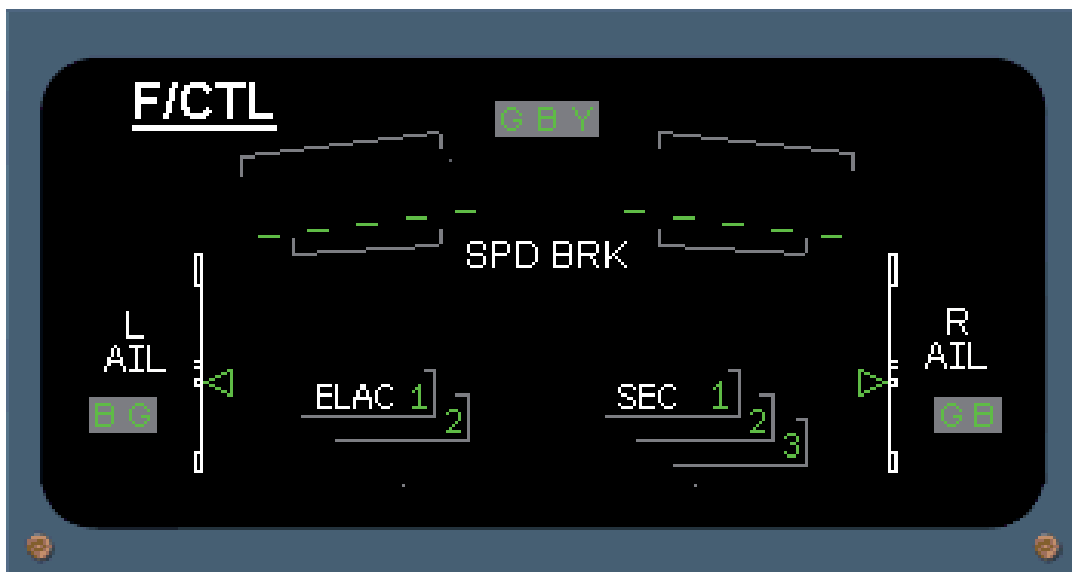 F/CTL
G B Y
SPD BRK
L
AIL
B G
R
AIL
G B
ELAC 1
2
SEC 1
2
3